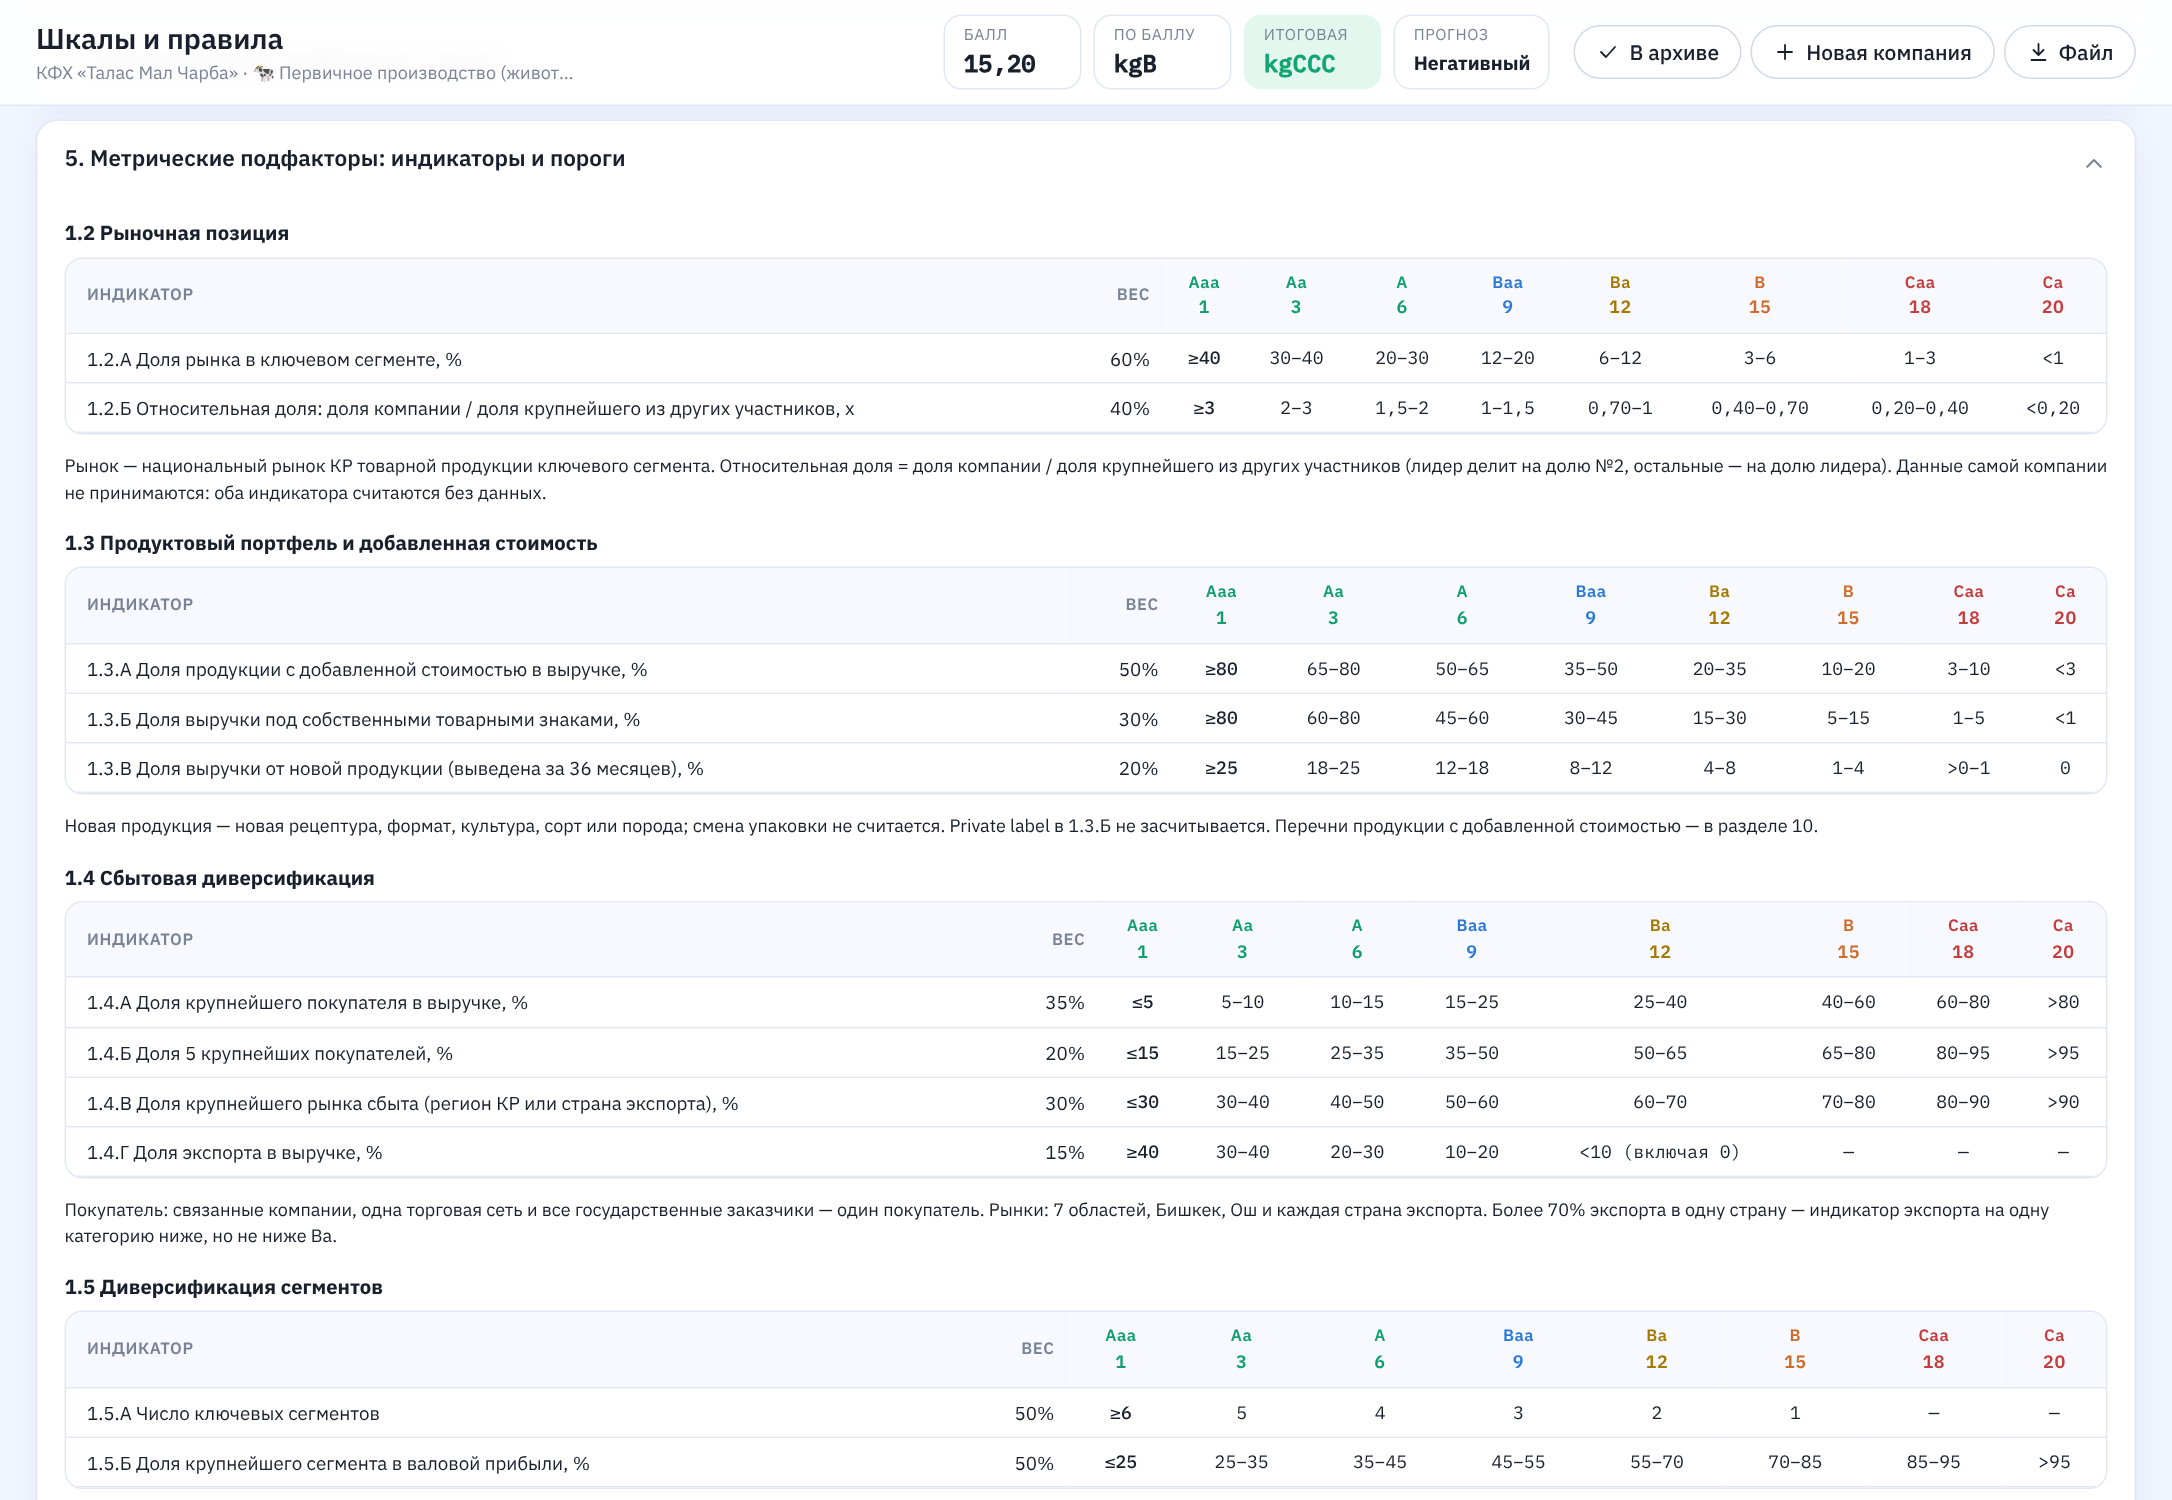 Шкалы и правила
КФХ «Талас Мал Чарба» · Первичное производство (живот...
БАЛЛ
15,20
ПО БАЛЛУ
kgB
ИТОГОВАЯ
kgCCC
ПРОГНОЗ
Негативный
В архиве
Новая компания
Файл
5. Метрические подфакторы: индикаторы и пороги
1.2 Рыночная позиция
ИНДИКАТОР ВЕС Aaa 1 Aa 3 A 6 Baa 9 Ba 12 B 15 Caa 18 Ca 20
1.2.А Доля рынка в ключевом сегменте, % 60% ≥40 30–40 20–30 12–20 6–12 3–6 1–3 <1
1.2.Б Относительная доля: доля компании / доля крупнейшего из других участников, х 40% ≥3 2–3 1,5–2 1–1,5 0,70–1 0,40–0,70 0,20–0,40 <0,20
Рынок — национальный рынок КР товарной продукции ключевого сегмента. Относительная доля = доля компании / доля крупнейшего из других участников (лидер делит на долю №2, остальные — на долю лидера). Данные самой компании
не принимаются: оба индикатора считаются без данных.
1.3 Продуктовый портфель и добавленная стоимость
ИНДИКАТОР ВЕС Aaa 1 Aa 3 A 6 Baa 9 Ba 12 B 15 Caa 18 Ca 20
1.3.А Доля продукции с добавленной стоимостью в выручке, % 50% ≥80 65–80 50–65 35–50 20–35 10–20 3–10 <3
1.3.Б Доля выручки под собственными товарными знаками, % 30% ≥80 60–80 45–60 30–45 15–30 5–15 1–5 <1
1.3.В Доля выручки от новой продукции (выведена за 36 месяцев), % 20% ≥25 18–25 12–18 8–12 4–8 1–4 >0–1 0
Новая продукция — новая рецептура, формат, культура, сорт или порода; смена упаковки не считается. Private label в 1.3.Б не засчитывается. Перечни продукции с добавленной стоимостью — в разделе 10.
1.4 Сбытовая диверсификация
ИНДИКАТОР ВЕС Aaa 1 Aa 3 A 6 Baa 9 Ba 12 B 15 Caa 18 Ca 20
1.4.А Доля крупнейшего покупателя в выручке, % 35% ≤5 5–10 10–15 15–25 25–40 40–60 60–80 >80
1.4.Б Доля 5 крупнейших покупателей, % 20% ≤15 15–25 25–35 35–50 50–65 65–80 80–95 >95
1.4.В Доля крупнейшего рынка сбыта (регион КР или страна экспорта), % 30% ≤30 30–40 40–50 50–60 60–70 70–80 80–90 >90
1.4.Г Доля экспорта в выручке, % 15% ≥40 30–40 20–30 10–20 <10 (включая 0) — — —
Покупатель: связанные компании, одна торговая сеть и все государственные заказчики — один покупатель. Рынки: 7 областей, Бишкек, Ош и каждая страна экспорта. Более 70% экспорта в одну страну — индикатор экспорта на одну
категорию ниже, но не ниже Ba.
1.5 Диверсификация сегментов
ИНДИКАТОР ВЕС Aaa 1 Aa 3 A 6 Baa 9 Ba 12 B 15 Caa 18 Ca 20
1.5.А Число ключевых сегментов 50% ≥6 5 4 3 2 1 — —
1.5.Б Доля крупнейшего сегмента в валовой прибыли, % 50% ≤25 25–35 35–45 45–55 55–70 70–85 85–95 >95